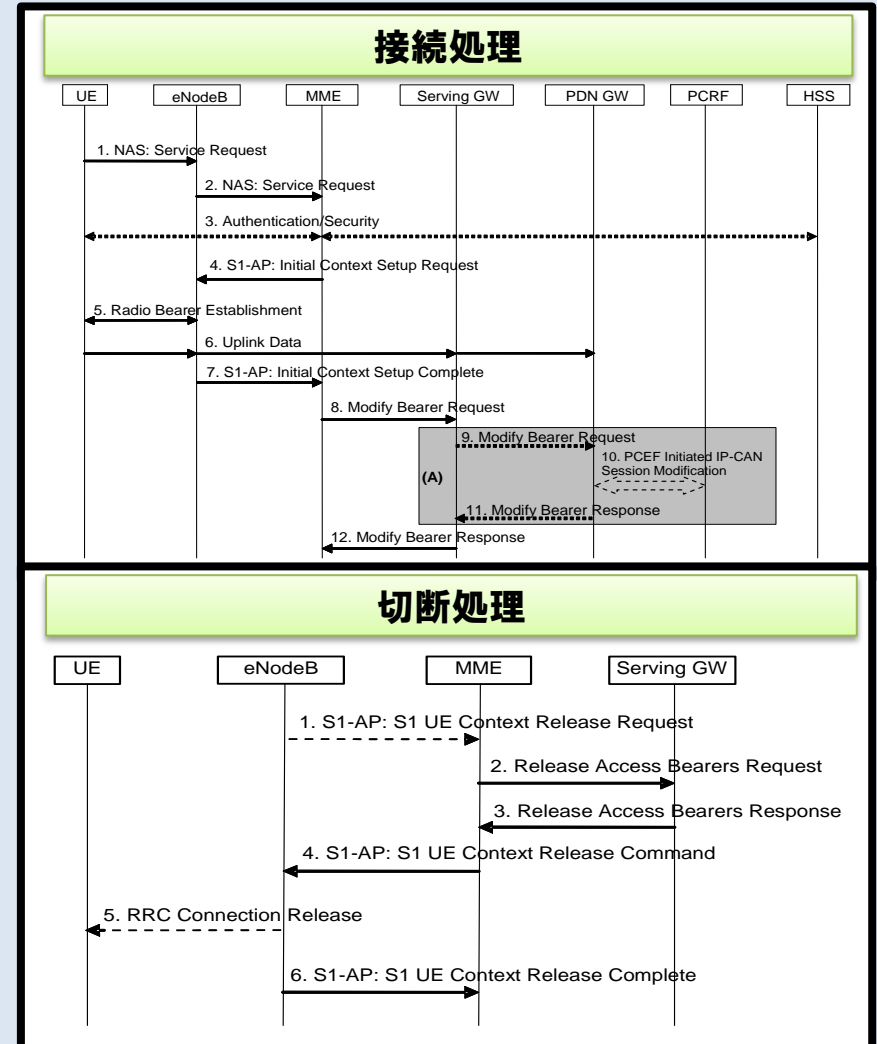 接続処理
UE eNodeB MME Serving GW PDN GW PCRF HSS
1. NAS: Service Request
2. NAS: Service Request
3. Authentication/Security
4. S1-AP: Initial Context Setup Request
5. Radio Bearer Establishment
6. Uplink Data
7. S1-AP: Initial Context Setup Complete
8. Modify Bearer Request
9. Modify Bearer Request
10. PCEF Initiated IP-CAN
Session Modification
(A)
11. Modify Bearer Response
12. Modify Bearer Response
切断処理
UE eNodeB MME Serving GW
1. S1-AP: S1 UE Context Release Request
2. Release Access Bearers Request
3. Release Access Bearers Response
4. S1-AP: S1 UE Context Release Command
5. RRC Connection Release
6. S1-AP: S1 UE Context Release Complete